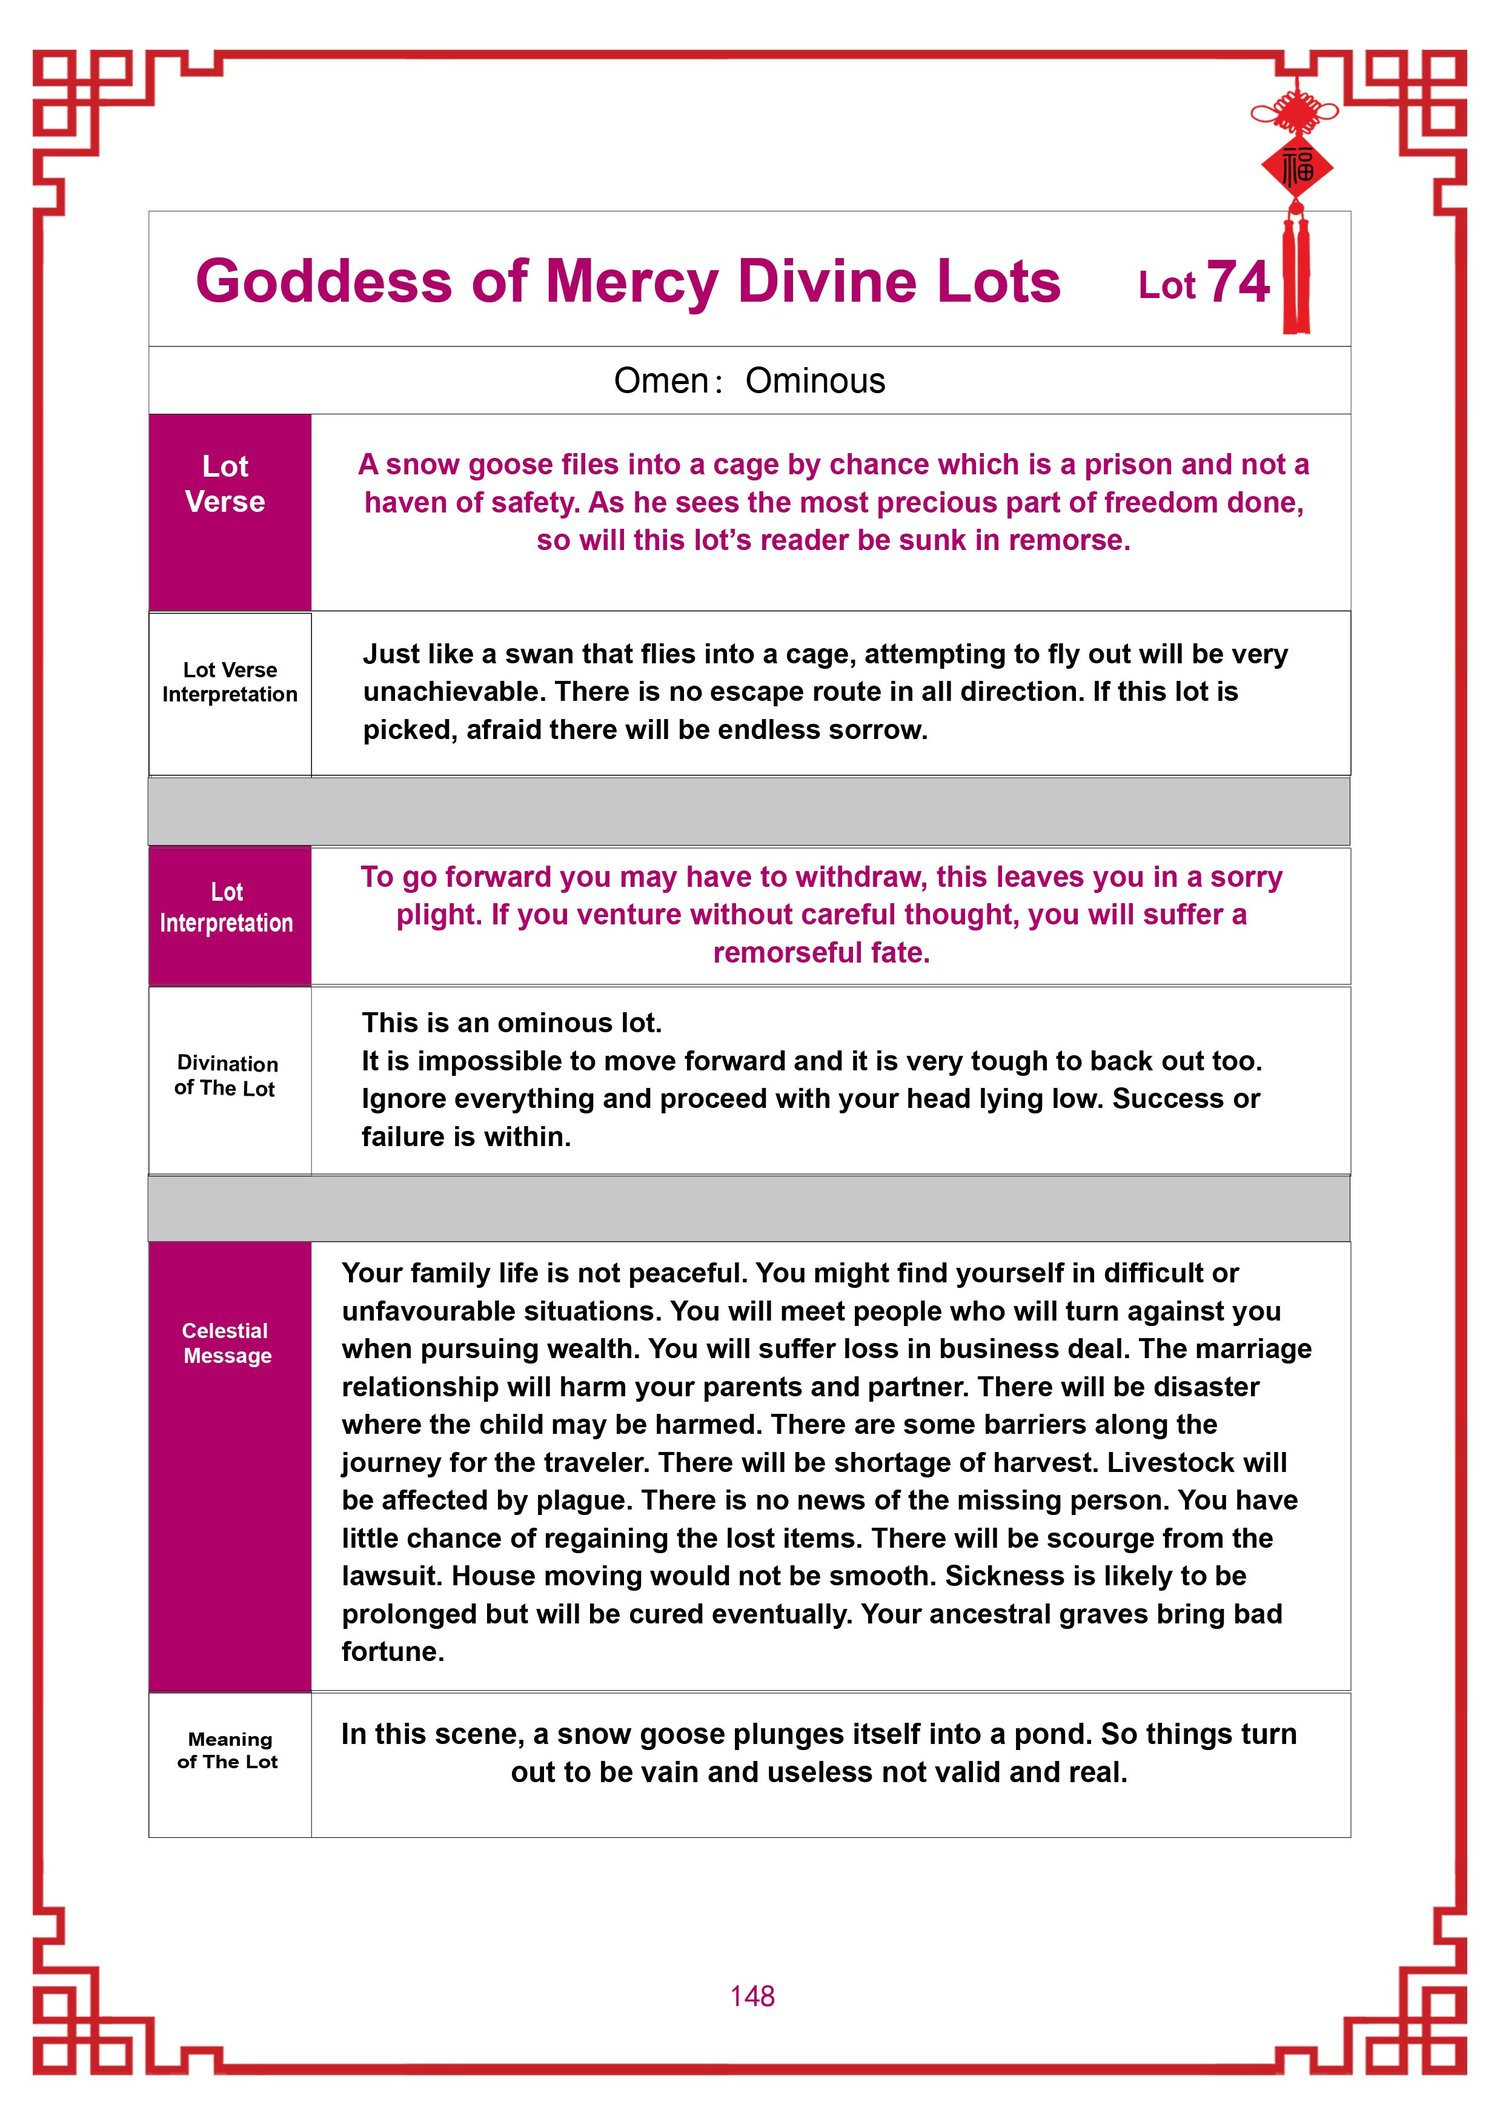 福
Goddess of Mercy Divine Lots Lot 74
Omen： Ominous
Lot
Verse
A snow goose files into a cage by chance which is a prison and not a
haven of safety. As he sees the most precious part of freedom done,
so will this lot’s reader be sunk in remorse.
Lot Verse
Interpretation
Just like a swan that flies into a cage, attempting to fly out will be very
unachievable. There is no escape route in all direction. If this lot is
picked, afraid there will be endless sorrow.
Lot
Interpretation
To go forward you may have to withdraw, this leaves you in a sorry
plight. If you venture without careful thought, you will suffer a
remorseful fate.
Divination
of The Lot
This is an ominous lot.
It is impossible to move forward and it is very tough to back out too.
Ignore everything and proceed with your head lying low. Success or
failure is within.
Celestial
Message
Your family life is not peaceful. You might find yourself in difficult or
unfavourable situations. You will meet people who will turn against you
when pursuing wealth. You will suffer loss in business deal. The marriage
relationship will harm your parents and partner. There will be disaster
where the child may be harmed. There are some barriers along the
journey for the traveler. There will be shortage of harvest. Livestock will
be affected by plague. There is no news of the missing person. You have
little chance of regaining the lost items. There will be scourge from the
lawsuit. House moving would not be smooth. Sickness is likely to be
prolonged but will be cured eventually. Your ancestral graves bring bad
fortune.
Meaning
of The Lot
In this scene, a snow goose plunges itself into a pond. So things turn
out to be vain and useless not valid and real.
148